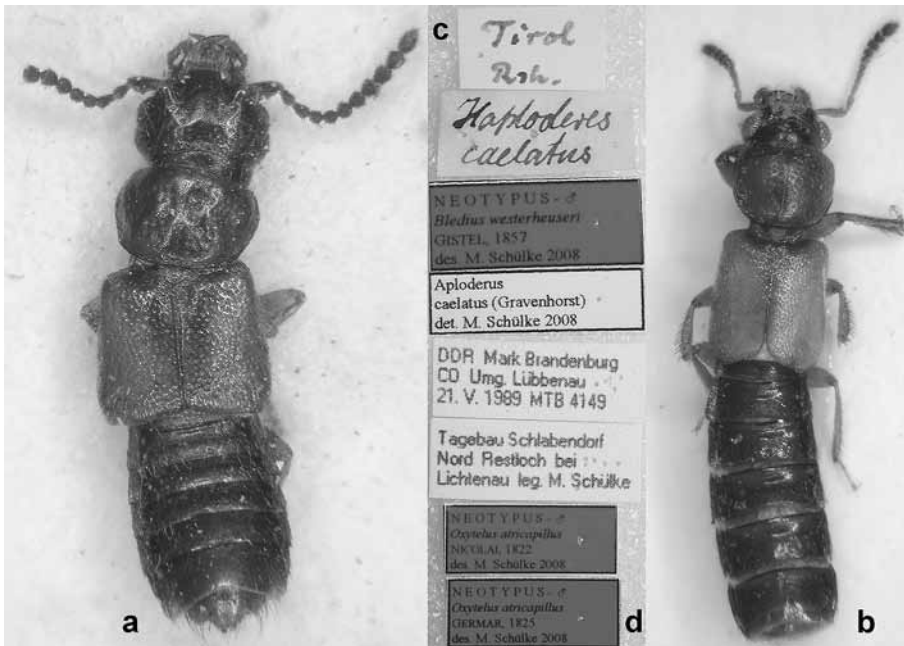 c
Tirol
Rsh.
Haploderes
caelatus
NEOTYPUS - ♂
Bledius westerheuseri
GISTEL, 1857
des. M. Schülke 2008
Aploderus
caelatus (Gravenhorst)
det. M. Schülke 2008
DDR Mark Brandenburg
CO Umg. Lübbenau
21. V. 1989 MTB 4149
Tagebau Schlabendorf
Nord Restloch bei
Lichtenau leg. M. Schülke
NEOTYPUS - ♂
Oxytelus atricapillus
NICOLAI, 1822
des. M. Schülke 2008
NEOTYPUS - ♂
Oxytelus atricapillus
GERMAR, 1825
des. M. Schülke 2008
a
d
b